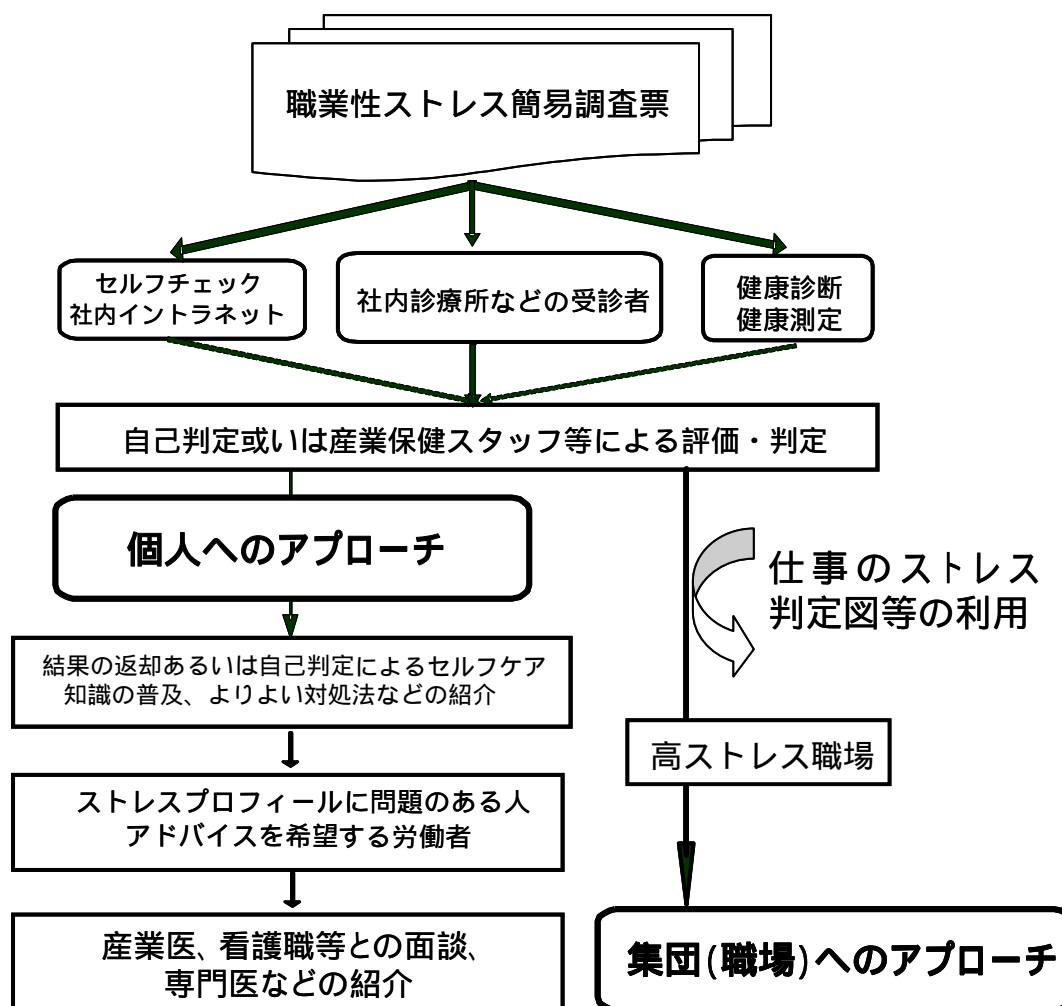 職業性ストレス簡易調査票
セルフチェック
社内イントラネット
社内診療所などの受診者
健康診断
健康測定
自己判定或いは産業保健スタッフ等による評価・判定
個人へのアプローチ
仕事のストレス
判定図等の利用
結果の返却あるいは自己判定によるセルフケア
知識の普及、よりよい対処法などの紹介
高ストレス職場
ストレスプロフィールに問題のある人
アドバイスを希望する労働者
産業医、看護職等との面談、
専門医などの紹介
集団(職場)へのアプローチ